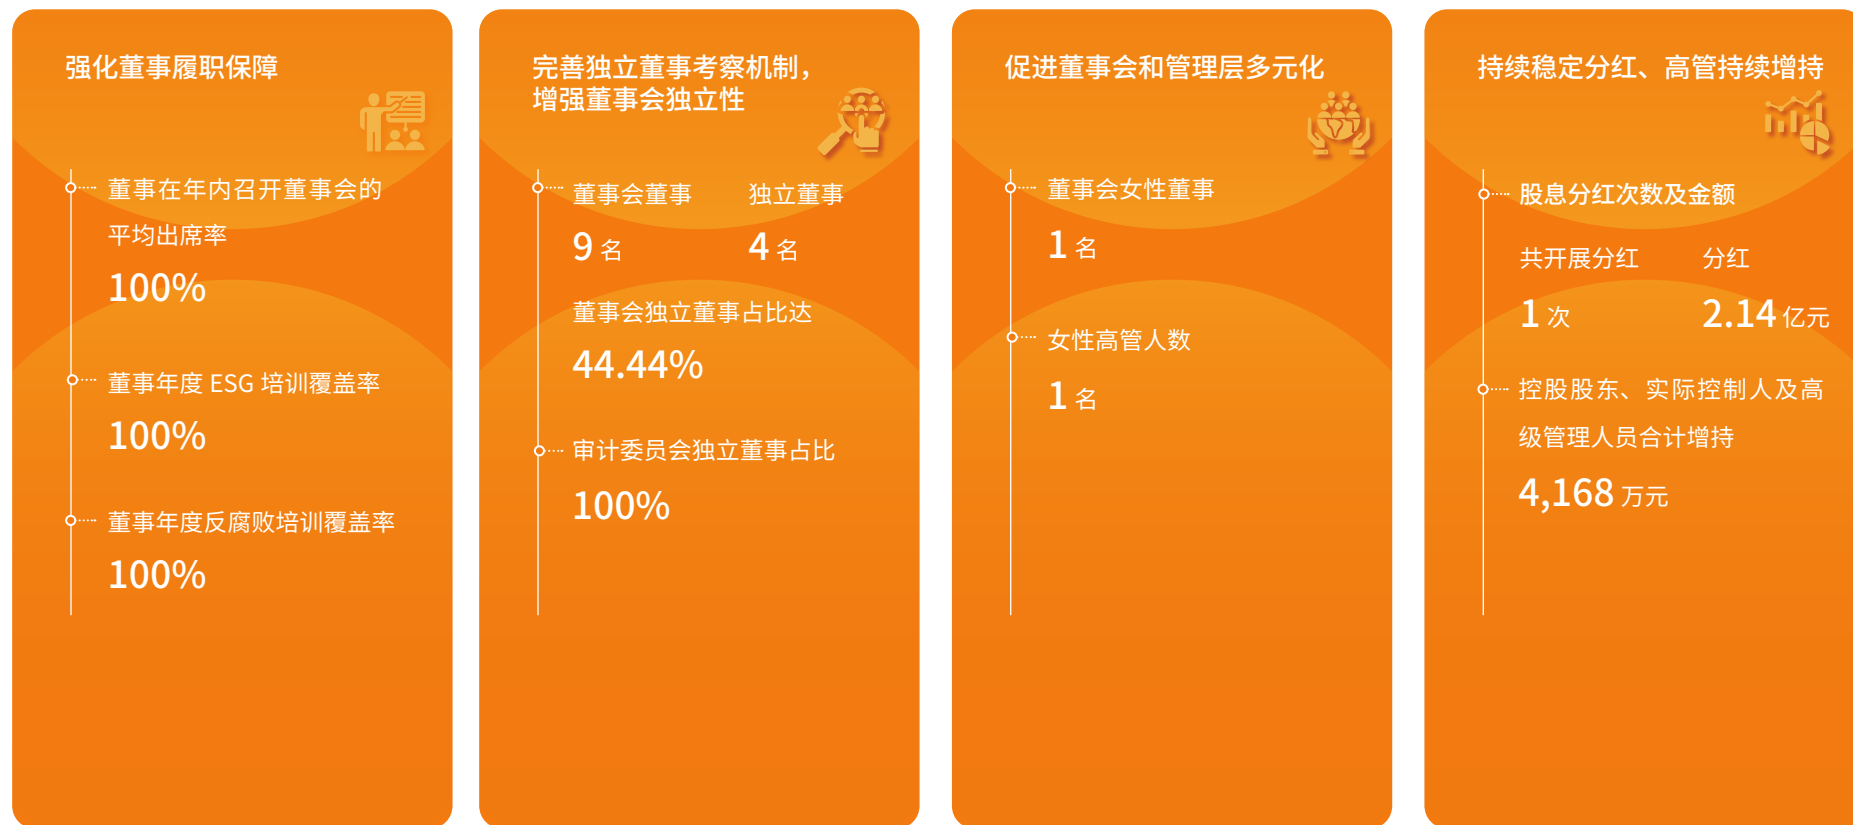 强化董事履职保障
董事在年内召开董事会的
平均出席率
100%
董事年度 ESG 培训覆盖率
100%
董事年度反腐败培训覆盖率
100%
完善独立董事考察机制，
增强董事会独立性
董事会董事 独立董事
9 名 4 名
董事会独立董事占比达
44.44%
审计委员会独立董事占比
100%
促进董事会和管理层多元化
董事会女性董事
1 名
女性高管人数
1 名
持续稳定分红、高管持续增持
股息分红次数及金额
共开展分红 分红
1 次 2.14 亿元
控股股东、实际控制人及高
级管理人员合计增持
4,168 万元